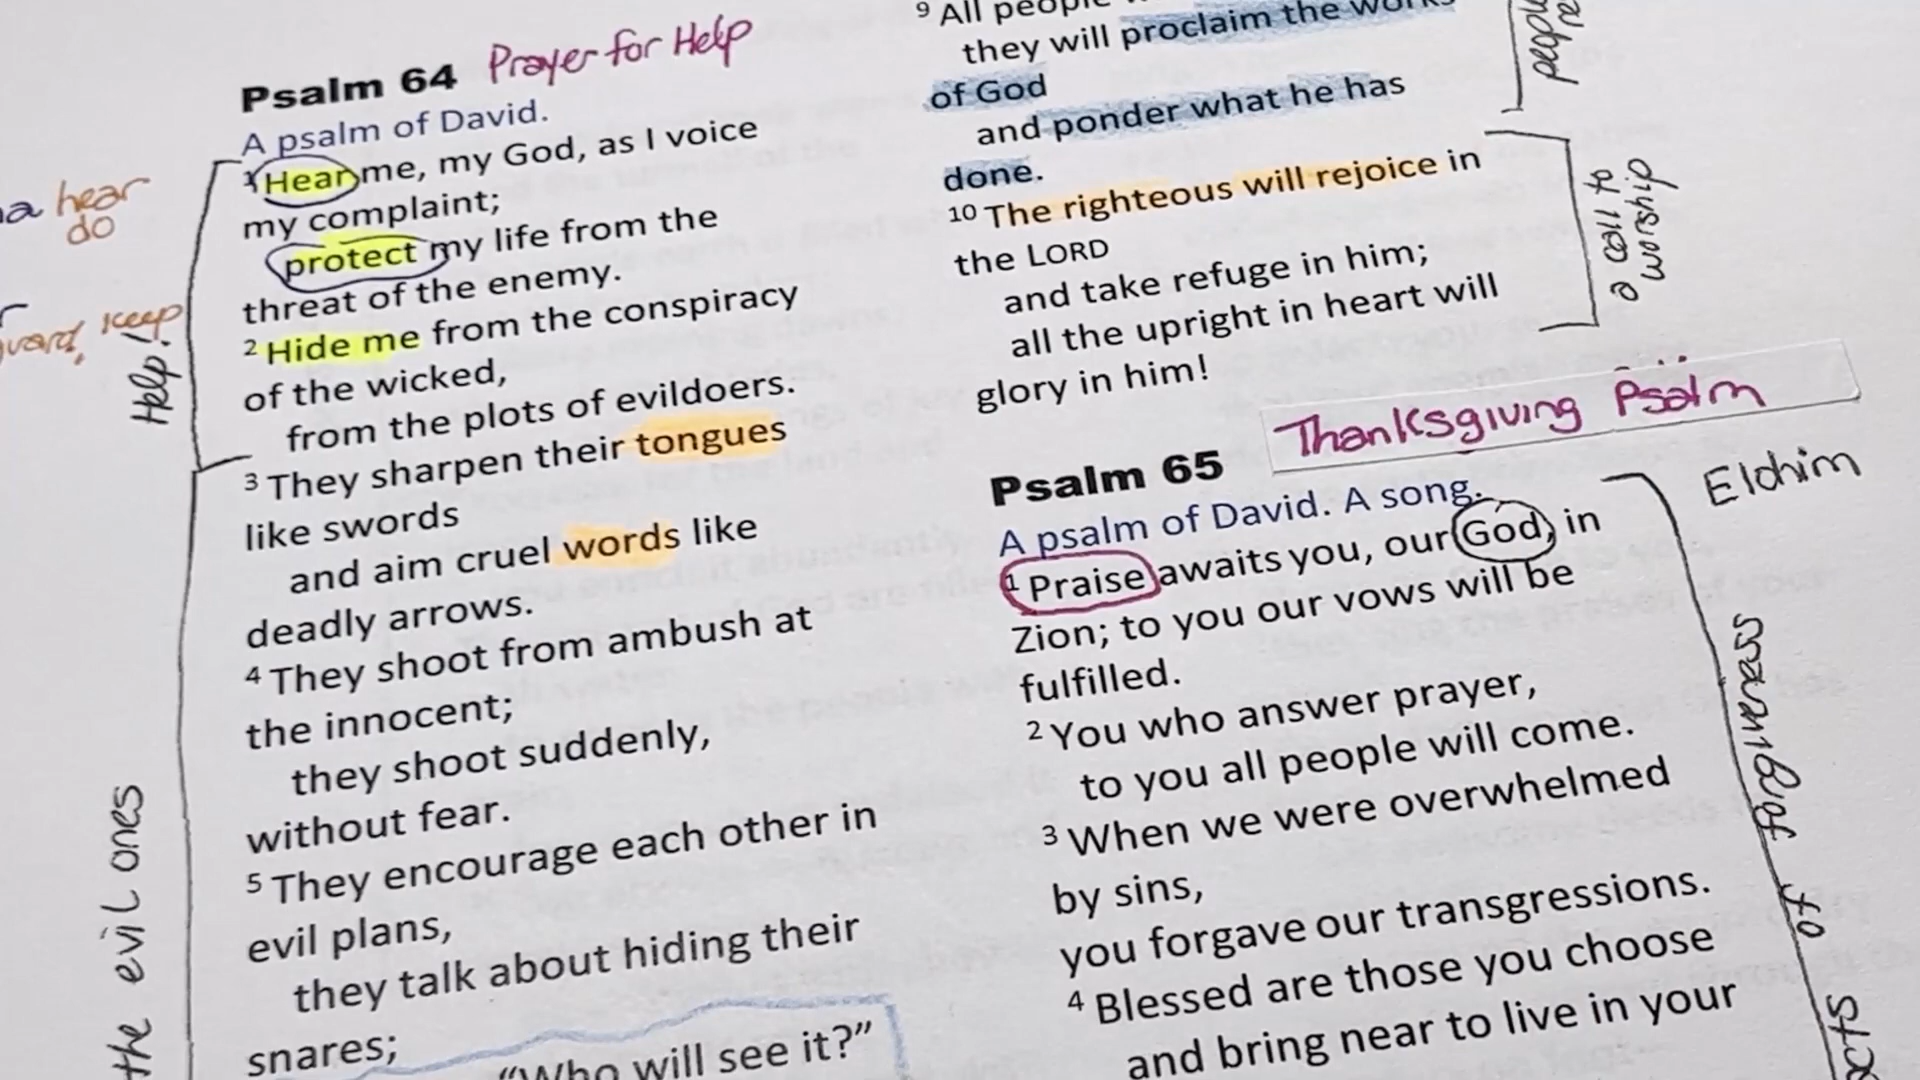 Psalm 64 Prayer for Help
A psalm of David.
1 Hear me, my God, as I voice
my complaint;
protect my life from the
threat of the enemy.
2 Hide me from the conspiracy
of the wicked,
from the plots of evildoers.
3 They sharpen their tongues
like swords
and aim cruel words like
deadly arrows.
4 They shoot from ambush at
the innocent;
they shoot suddenly,
without fear.
5 They encourage each other in
evil plans,
they talk about hiding their
snares;
“Who will see it?”
hear
do
keep
Help!
the evil ones
9 All people
they will proclaim the works
of God
and ponder what he has
done.
10 The righteous will rejoice in
the LORD
and take refuge in him;
all the upright in heart will
glory in him!
a call to
worship
Thanksgiving Psalm
Psalm 65
A psalm of David. A song.
1 Praise awaits you, our God, in
Zion; to you our vows will be
fulfilled.
2 You who answer prayer,
to you all people will come.
3 When we were overwhelmed
by sins,
you forgave our transgressions.
4 Blessed are those you choose
and bring near to live in your
Elohim
of forgiveness